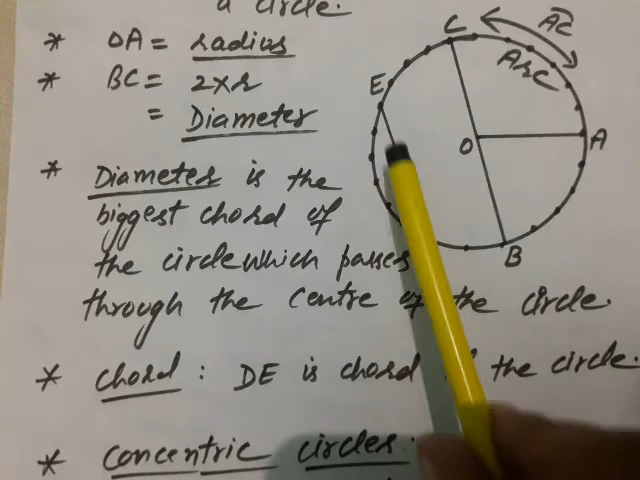 a circle.
* OA = radius
* BC = 2×r
= Diameter
* Diameter is the
biggest chord of
the circle which passes
through the centre of the circle.
* Chord : DE is chord the circle.
* Concentric circles:
C
AC
Arc
E
O
A
B